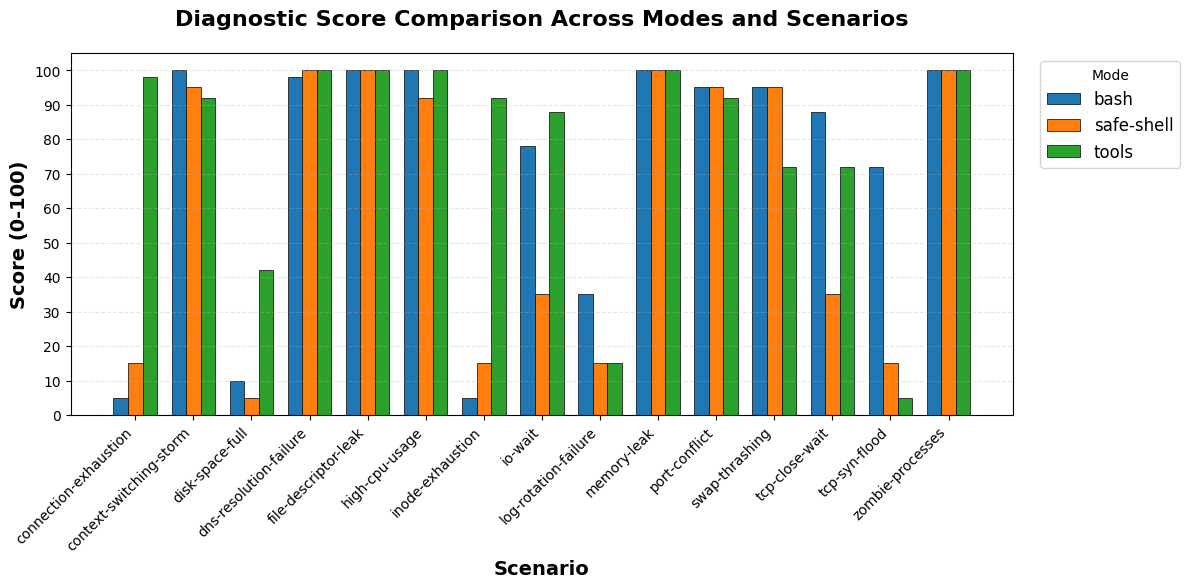 Diagnostic Score Comparison Across Modes and Scenarios
Score (0-100)
100
90
80
70
60
50
40
30
20
10
0
connection-exhaustion
context-switching-storm
disk-space-full
dns-resolution-failure
file-descriptor-leak
high-cpu-usage
inode-exhaustion
io-wait
log-rotation-failure
memory-leak
port-conflict
swap-thrashing
tcp-close-wait
tcp-syn-flood
zombie-processes
Scenario
Mode
bash
safe-shell
tools